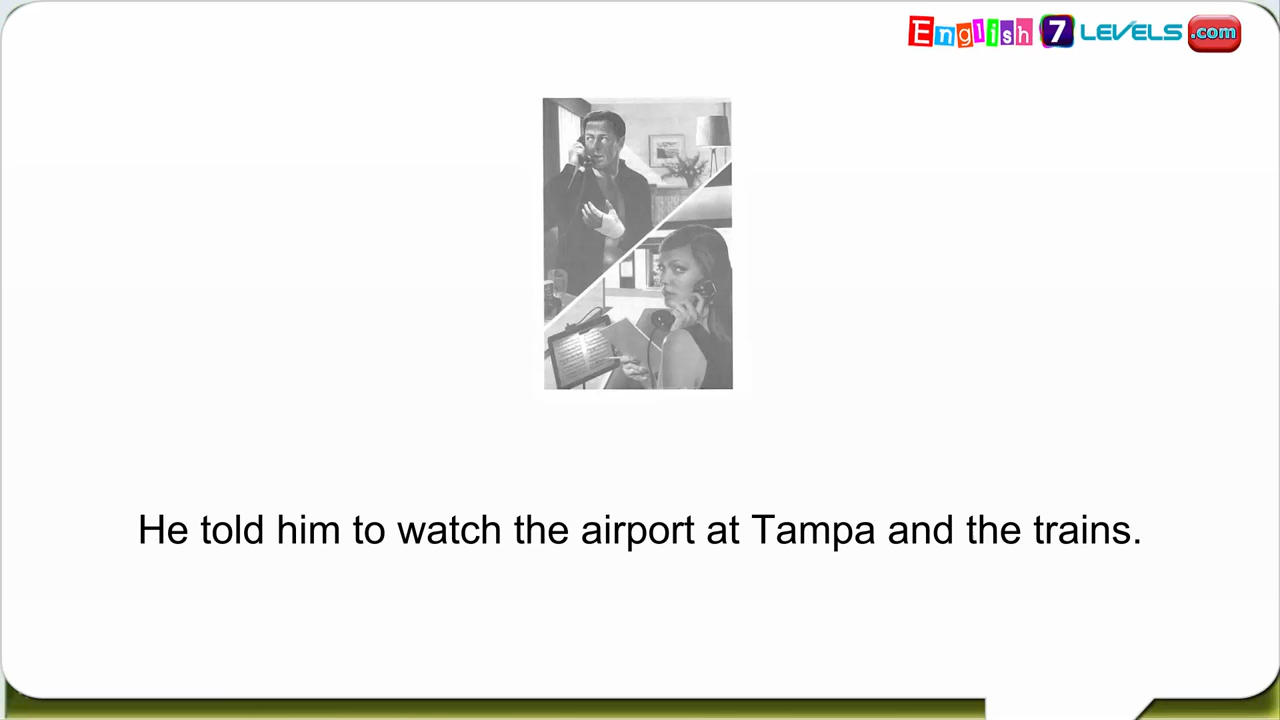 English 7 LEVELS .com
He told him to watch the airport at Tampa and the trains.